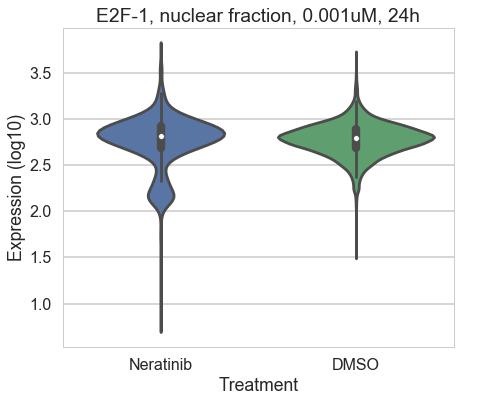 E2F-1, nuclear fraction, 0.001uM, 24h
Expression (log10)
3.5
3.0
2.5
2.0
1.5
1.0
Neratinib DMSO
Treatment